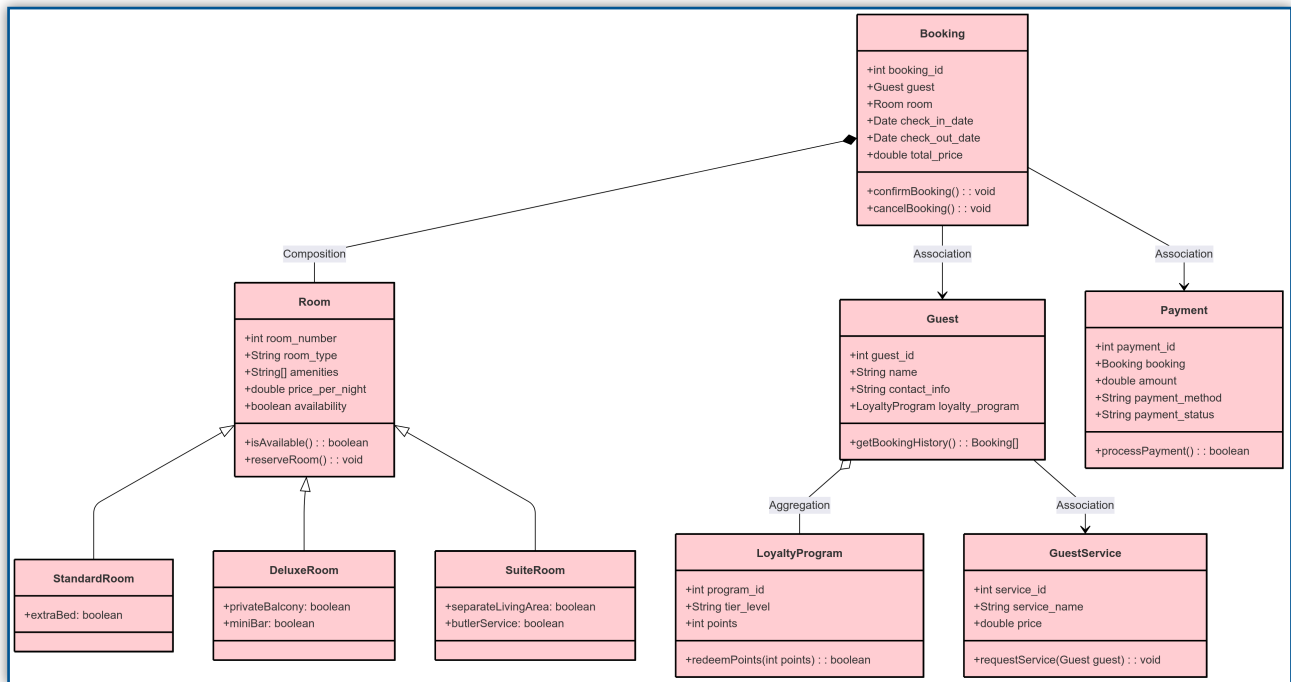 Booking
+int booking_id
+Guest guest
+Room room
+Date check_in_date
+Date check_out_date
+double total_price
+confirmBooking() : : void
+cancelBooking() : : void
Composition
Association
Association
Room
+int room_number
+String room_type
+String[] amenities
+double price_per_night
+boolean availability
+isAvailable() : : boolean
+reserveRoom() : : void
Guest
+int guest_id
+String name
+String contact_info
+LoyaltyProgram loyalty_program
+getBookingHistory() : : Booking[]
Payment
+int payment_id
+Booking booking
+double amount
+String payment_method
+String payment_status
+processPayment() : : boolean
Aggregation
Association
StandardRoom
+extraBed: boolean
DeluxeRoom
+privateBalcony: boolean
+miniBar: boolean
SuiteRoom
+separateLivingArea: boolean
+butlerService: boolean
LoyaltyProgram
+int program_id
+String tier_level
+int points
+redeemPoints(int points) : : boolean
GuestService
+int service_id
+String service_name
+double price
+requestService(Guest guest) : : void